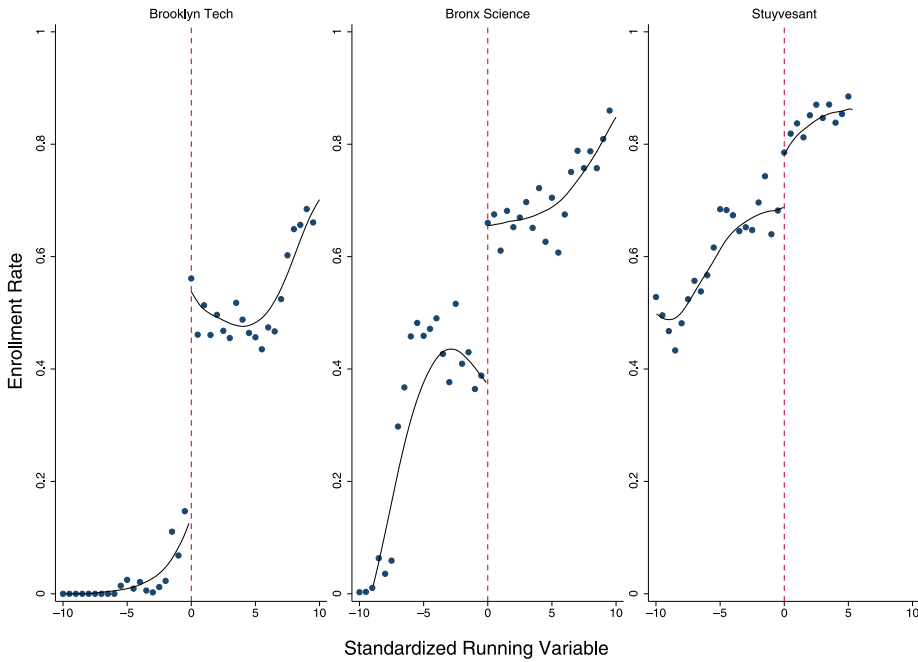 Brooklyn Tech
Bronx Science
Stuyvesant
Enrollment Rate
0 0.2 0.4 0.6 0.8 1
0 0.2 0.4 0.6 0.8 1
0 0.2 0.4 0.6 0.8 1
−10 −5 0 5 10
−10 −5 0 5 10
−10 −5 0 5 10
Standardized Running Variable